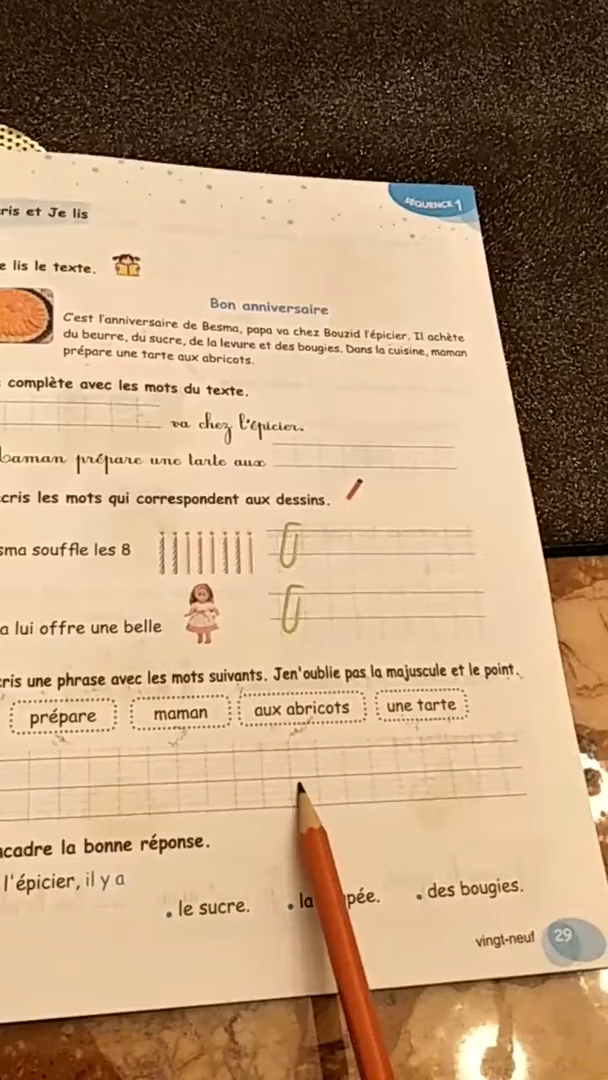 SÉQUENCE 1
ris et Je lis
e lis le texte.
Bon anniversaire
C'est l'anniversaire de Besma, papa va chez Bouzid l'épicier. Il achète
du beurre, du sucre, de la levure et des bougies. Dans la cuisine, maman
prépare une tarte aux abricots.
complète avec les mots du texte.
va chez l'épicier.
Maman prépare une tarte aux
cris les mots qui correspondent aux dessins.
sma souffle les 8
a lui offre une belle
cris une phrase avec les mots suivants. Jen'oublie pas la majuscule et le point.
prépare maman aux abricots une tarte
ncadre la bonne réponse.
l'épicier, il y a
• le sucre. • la pée. • des bougies.
vingt-neuf 29